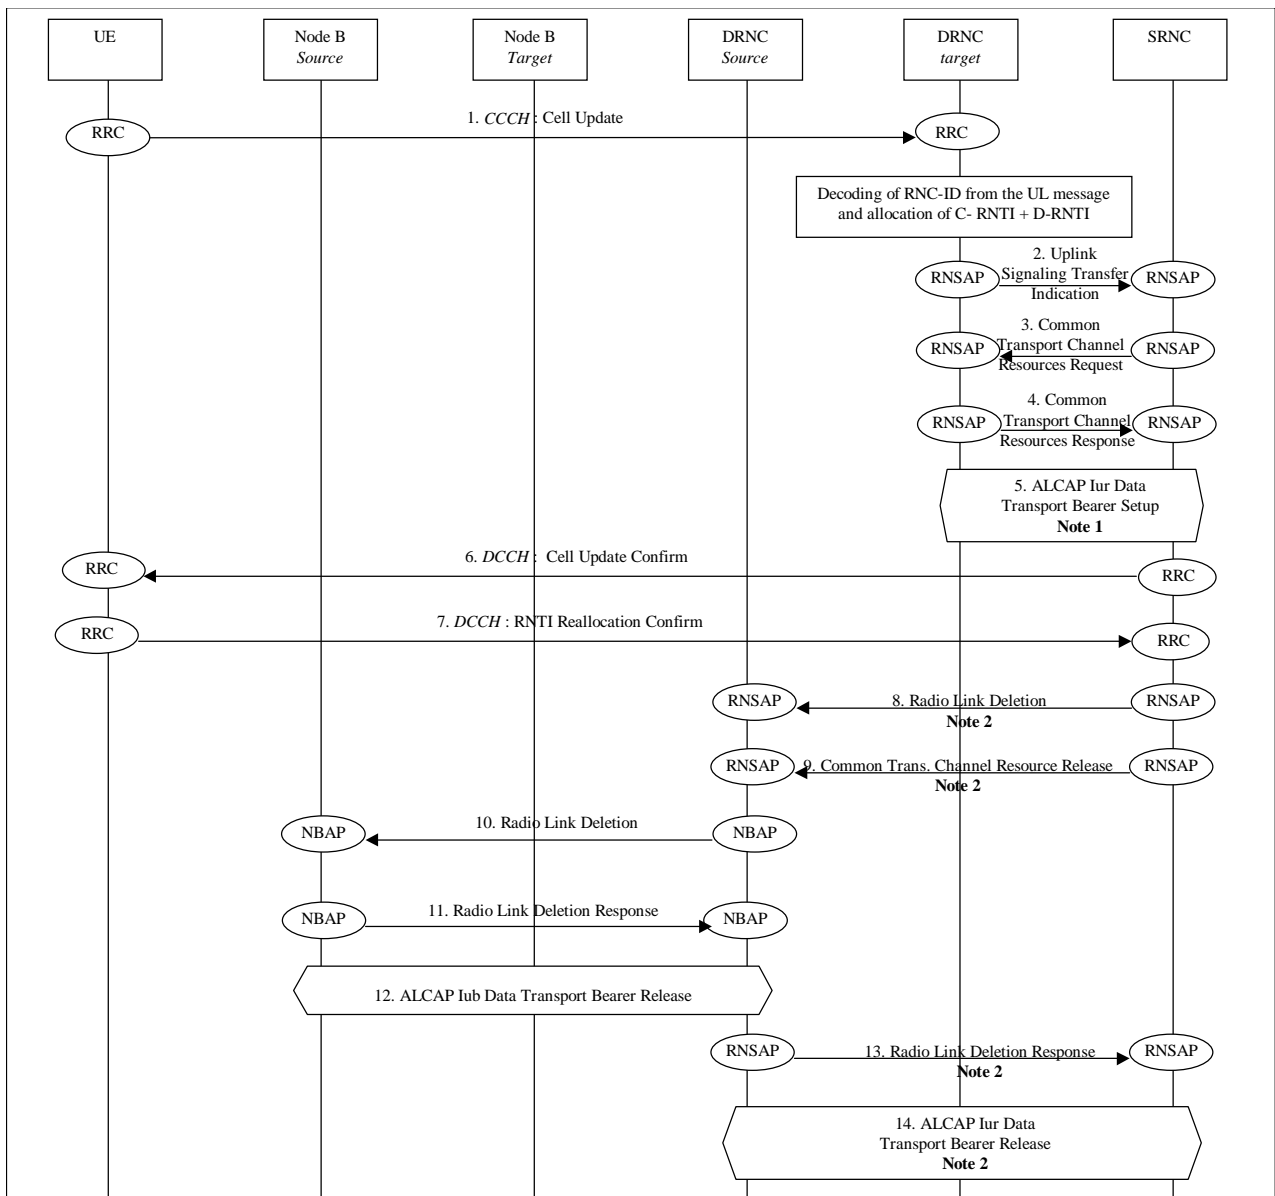 UE
Node B
Source
Node B
Target
DRNC
Source
DRNC
target
SRNC
1. CCCH : Cell Update
RRC
RRC
Decoding of RNC-ID from the UL message
and allocation of C- RNTI + D-RNTI
2. Uplink
Signaling Transfer
Indication
RNSAP
RNSAP
3. Common
Transport Channel
Resources Request
RNSAP
RNSAP
4. Common
Transport Channel
Resources Response
RNSAP
RNSAP
5. ALCAP Iur Data
Transport Bearer Setup
Note 1
6. DCCH : Cell Update Confirm
RRC
RRC
7. DCCH : RNTI Reallocation Confirm
RRC
RRC
RNSAP
8. Radio Link Deletion
Note 2
RNSAP
RNSAP
9. Common Trans. Channel Resource Release
Note 2
RNSAP
NBAP
10. Radio Link Deletion
NBAP
NBAP
11. Radio Link Deletion Response
NBAP
12. ALCAP Iub Data Transport Bearer Release
RNSAP
13. Radio Link Deletion Response
Note 2
RNSAP
14. ALCAP Iur Data
Transport Bearer Release
Note 2